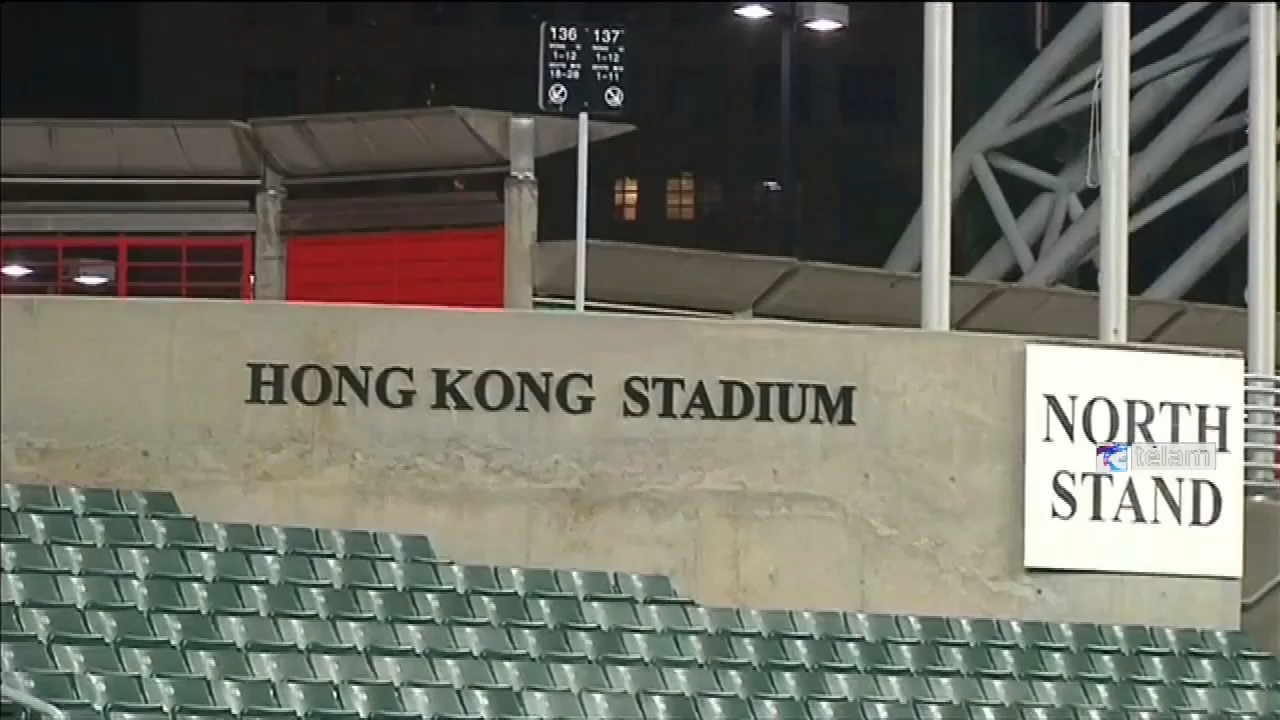 136 137
1-12 1-12
18-28 1-11
HONG KONG STADIUM
NORTH
STAND
télam